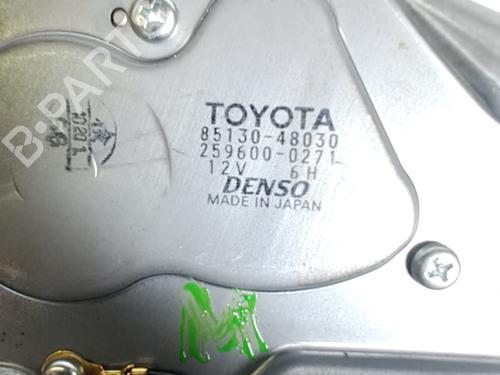 B-PARTS
TOYOTA
85130-48030
259600-0271
12V 6H
DENSO
MADE IN JAPAN
M